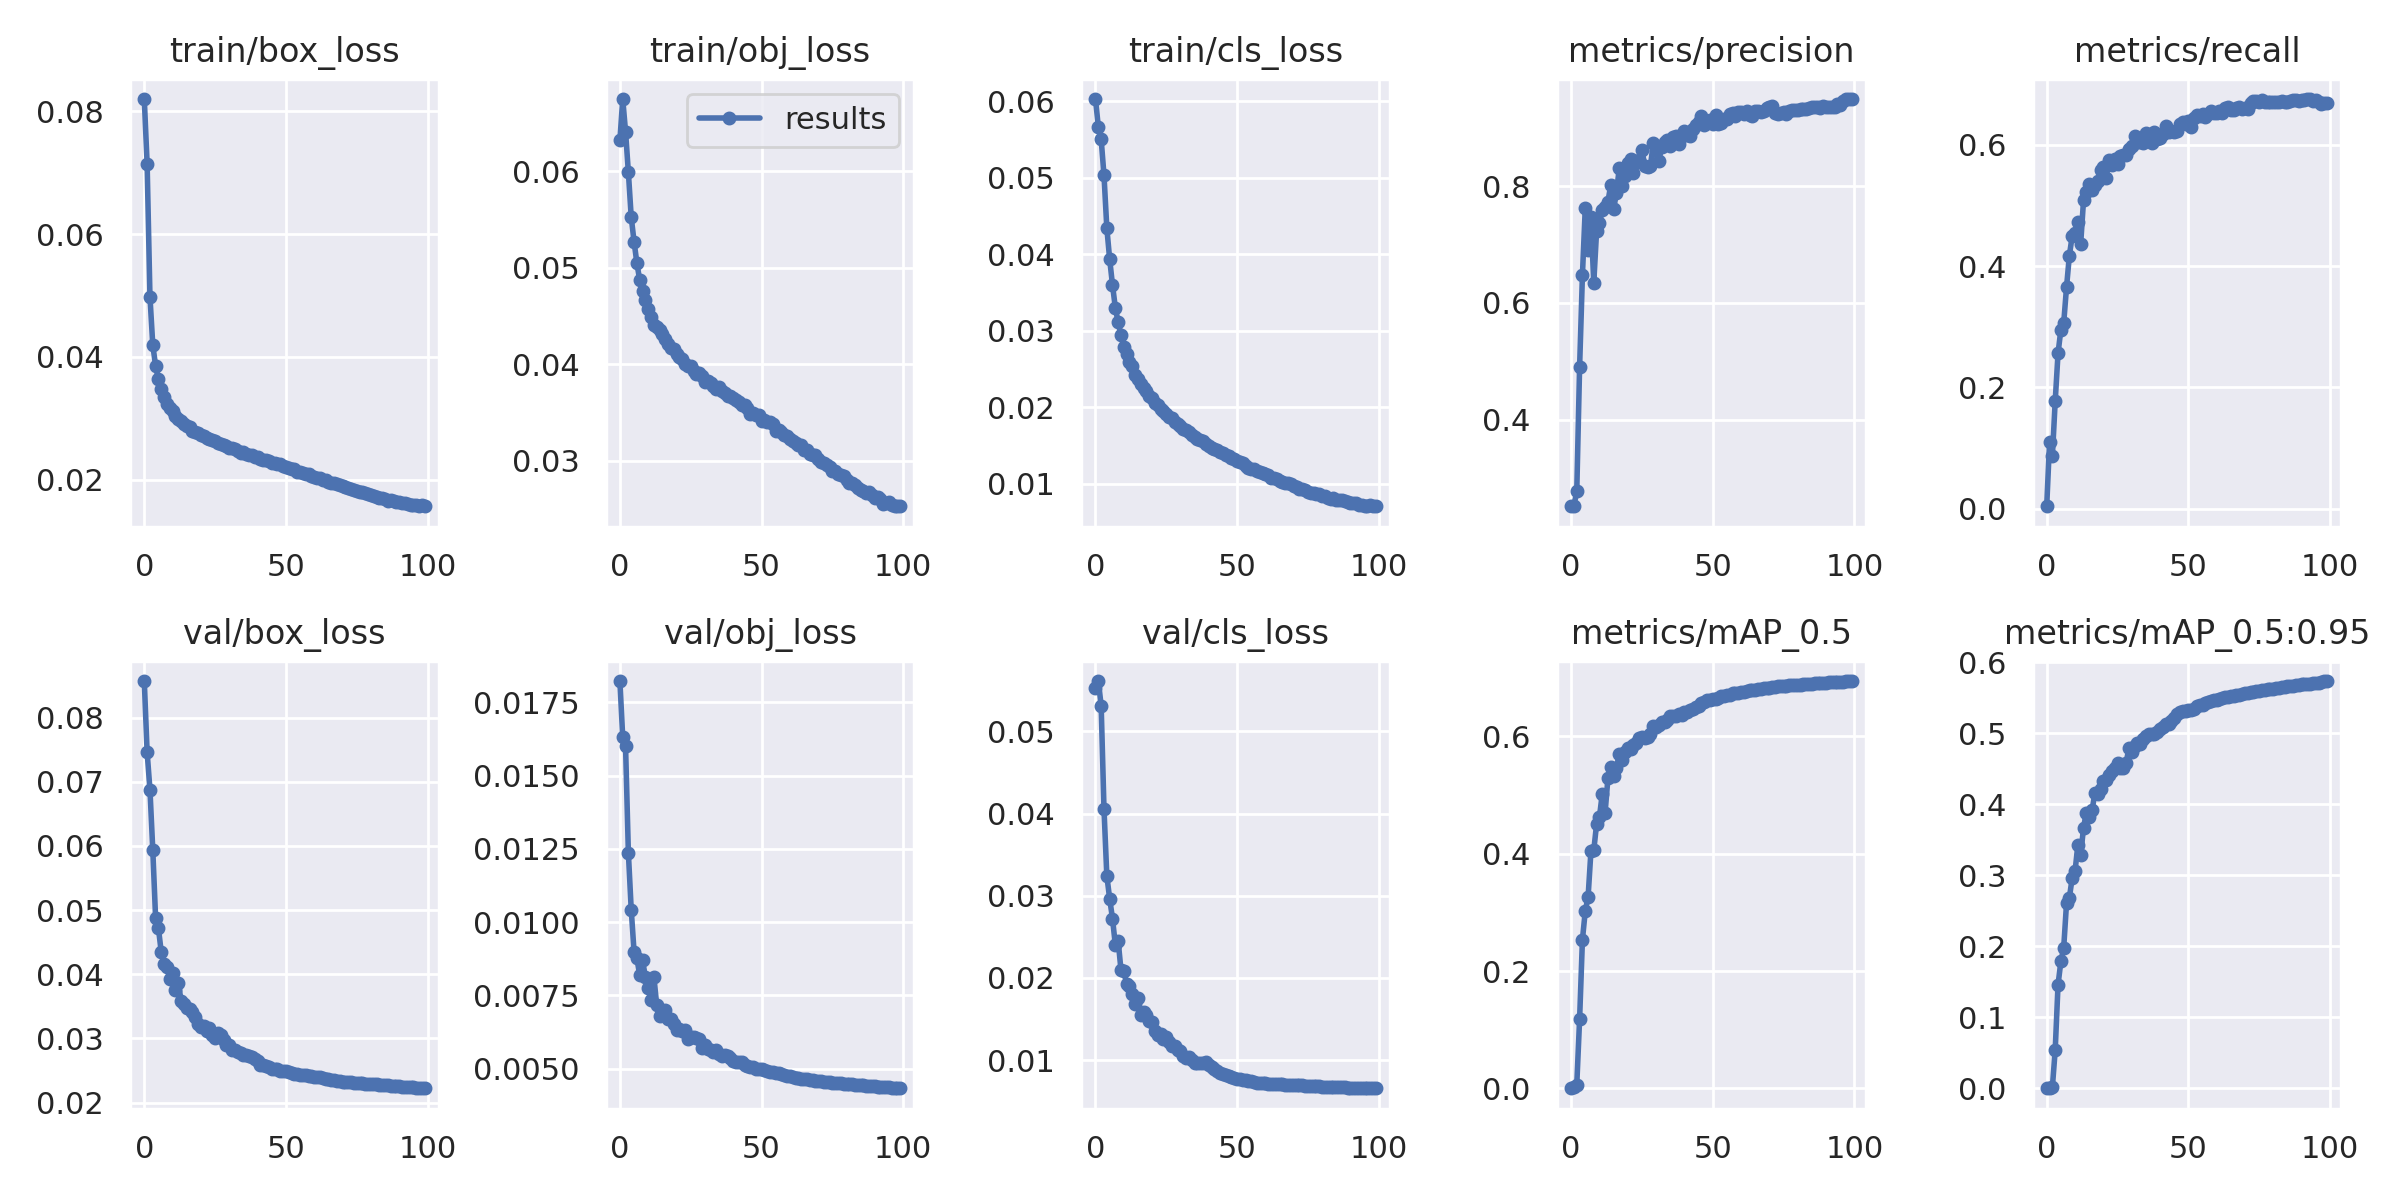 train/box_loss
0.08
0.06
0.04
0.02
0 50 100
train/obj_loss
results
0.06
0.05
0.04
0.03
0 50 100
train/cls_loss
0.06
0.05
0.04
0.03
0.02
0.01
0 50 100
metrics/precision
0.8
0.6
0.4
0 50 100
metrics/recall
0.6
0.4
0.2
0.0
0 50 100
val/box_loss
0.08
0.07
0.06
0.05
0.04
0.03
0.02
0 50 100
val/obj_loss
0.0175
0.0150
0.0125
0.0100
0.0075
0.0050
0 50 100
val/cls_loss
0.05
0.04
0.03
0.02
0.01
0 50 100
metrics/mAP_0.5
0.6
0.4
0.2
0.0
0 50 100
metrics/mAP_0.5:0.95
0.6
0.5
0.4
0.3
0.2
0.1
0.0
0 50 100